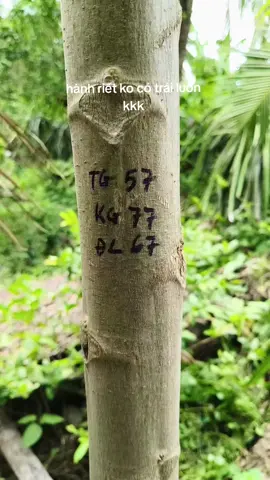 hành riết ko có trái luôn
kkk
TG 57
KG 77
ĐL 67